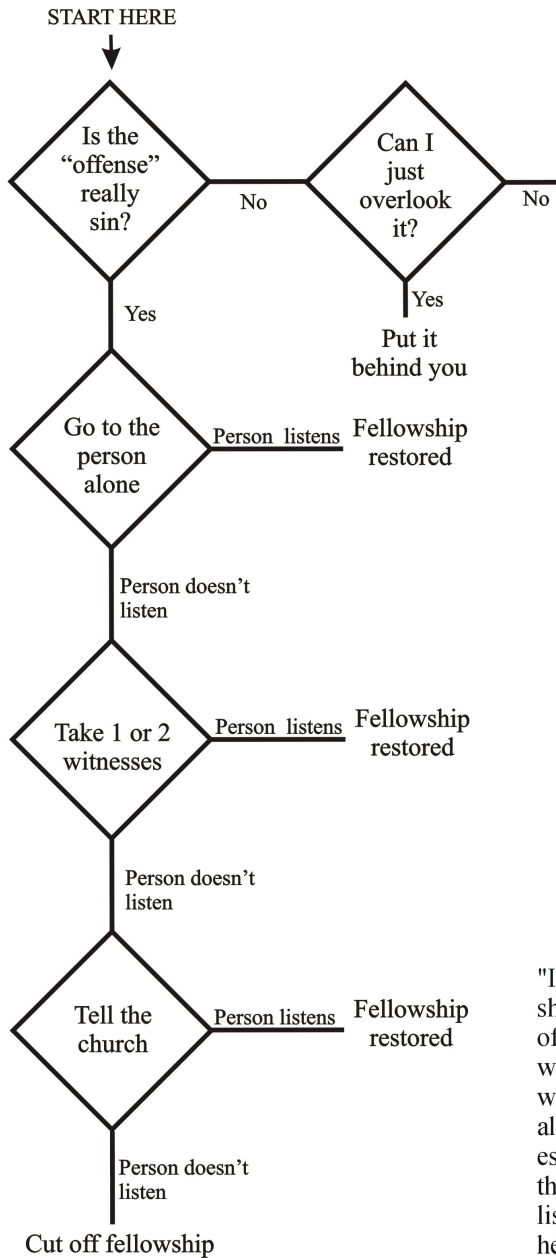 START HERE
Is the
“offense”
really
sin?
No
Can I
just
overlook
it?
No
Yes
Yes
Put it
behind you
Go to the
person
alone
Person listens
Fellowship
restored
Person doesn’t
listen
Take 1 or 2
witnesses
Person listens
Fellowship
restored
Person doesn’t
listen
Tell the
church
Person listens
Fellowship
restored
Person doesn’t
listen
Cut off fellowship